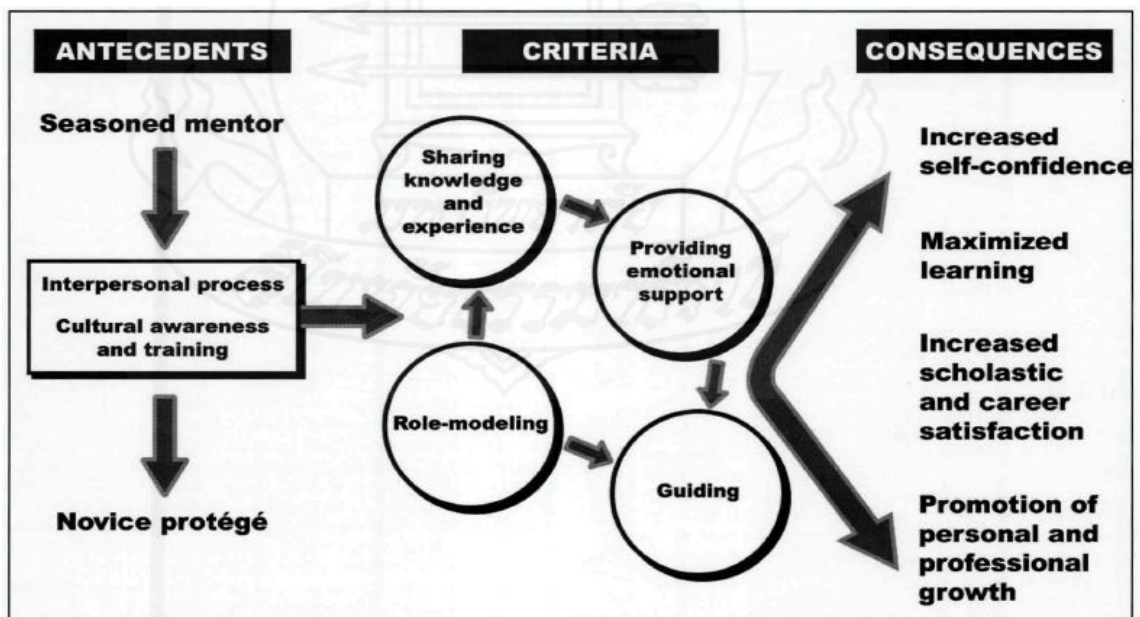 ANTECEDENTS
Seasoned mentor
Interpersonal process
Cultural awareness
and training
Novice protégé
CRITERIA
Sharing
knowledge
and
experience
Providing
emotional
support
Role-modeling
Guiding
CONSEQUENCES
Increased
self-confidence
Maximized
learning
Increased
scholastic
and career
satisfaction
Promotion of
personal and
professional
growth